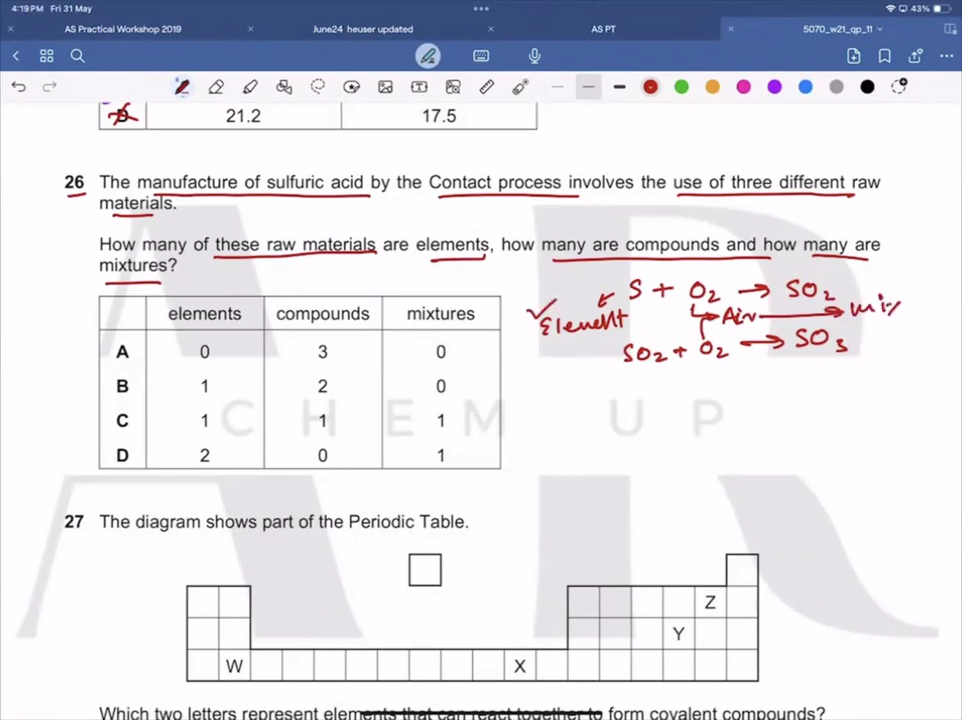 4:19 PM Fri 31 May
43%
AS Practical Workshop 2019
June24 heuser updated
AS PT
5070_w21_qp_11
D 21.2 17.5
26 The manufacture of sulfuric acid by the Contact process involves the use of three different raw
materials.
How many of these raw materials are elements, how many are compounds and how many are
mixtures?
S + O2 → SO2
Element
Air → mix
SO2 + O2 → SO3
elements compounds mixtures
A 0 3 0
B 1 2 0
C 1 1 1
D 2 0 1
CHEM UP
27 The diagram shows part of the Periodic Table.
Z
Y
W X
Which two letters represent elements that can react together to form covalent compounds?